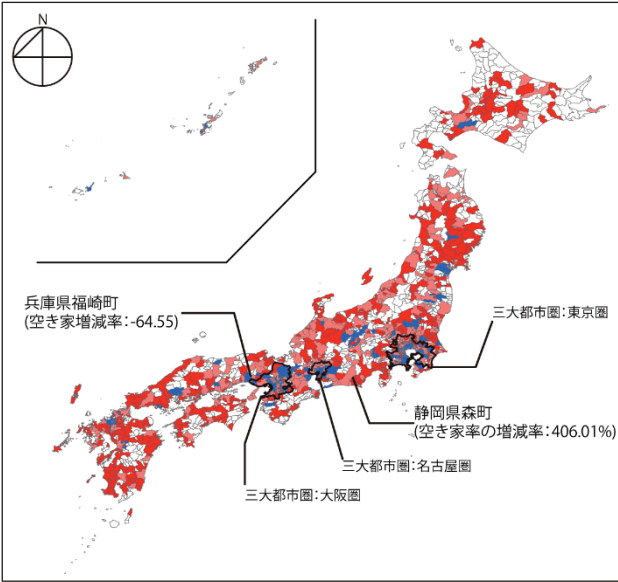 N
兵庫県福崎町
(空き家増減率:-64.55)
三大都市圏:東京圏
静岡県森町
(空き家率の増減率:406.01%)
三大都市圏:名古屋圏
三大都市圏:大阪圏